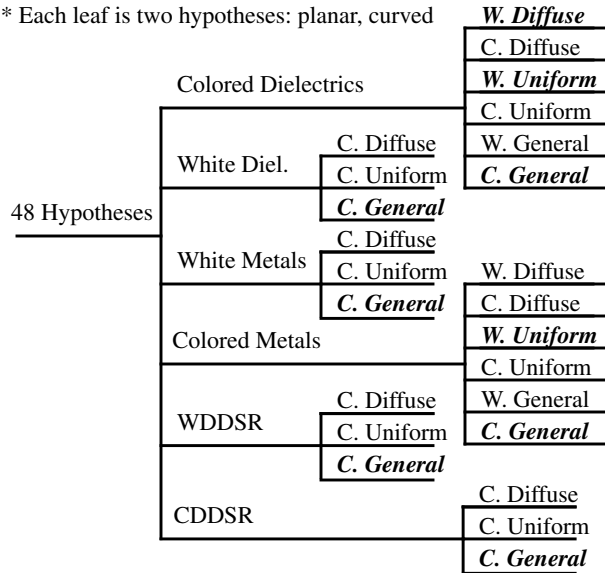 * Each leaf is two hypotheses: planar, curved
W. Diffuse
C. Diffuse
Colored Dielectrics
W. Uniform
C. Uniform
W. General
C. General
White Diel.
C. Diffuse
C. Uniform
C. General
48 Hypotheses
White Metals
C. Diffuse
C. Uniform
C. General
Colored Metals
W. Diffuse
C. Diffuse
W. Uniform
C. Uniform
W. General
C. General
WDDSR
C. Diffuse
C. Uniform
C. General
CDDSR
C. Diffuse
C. Uniform
C. General